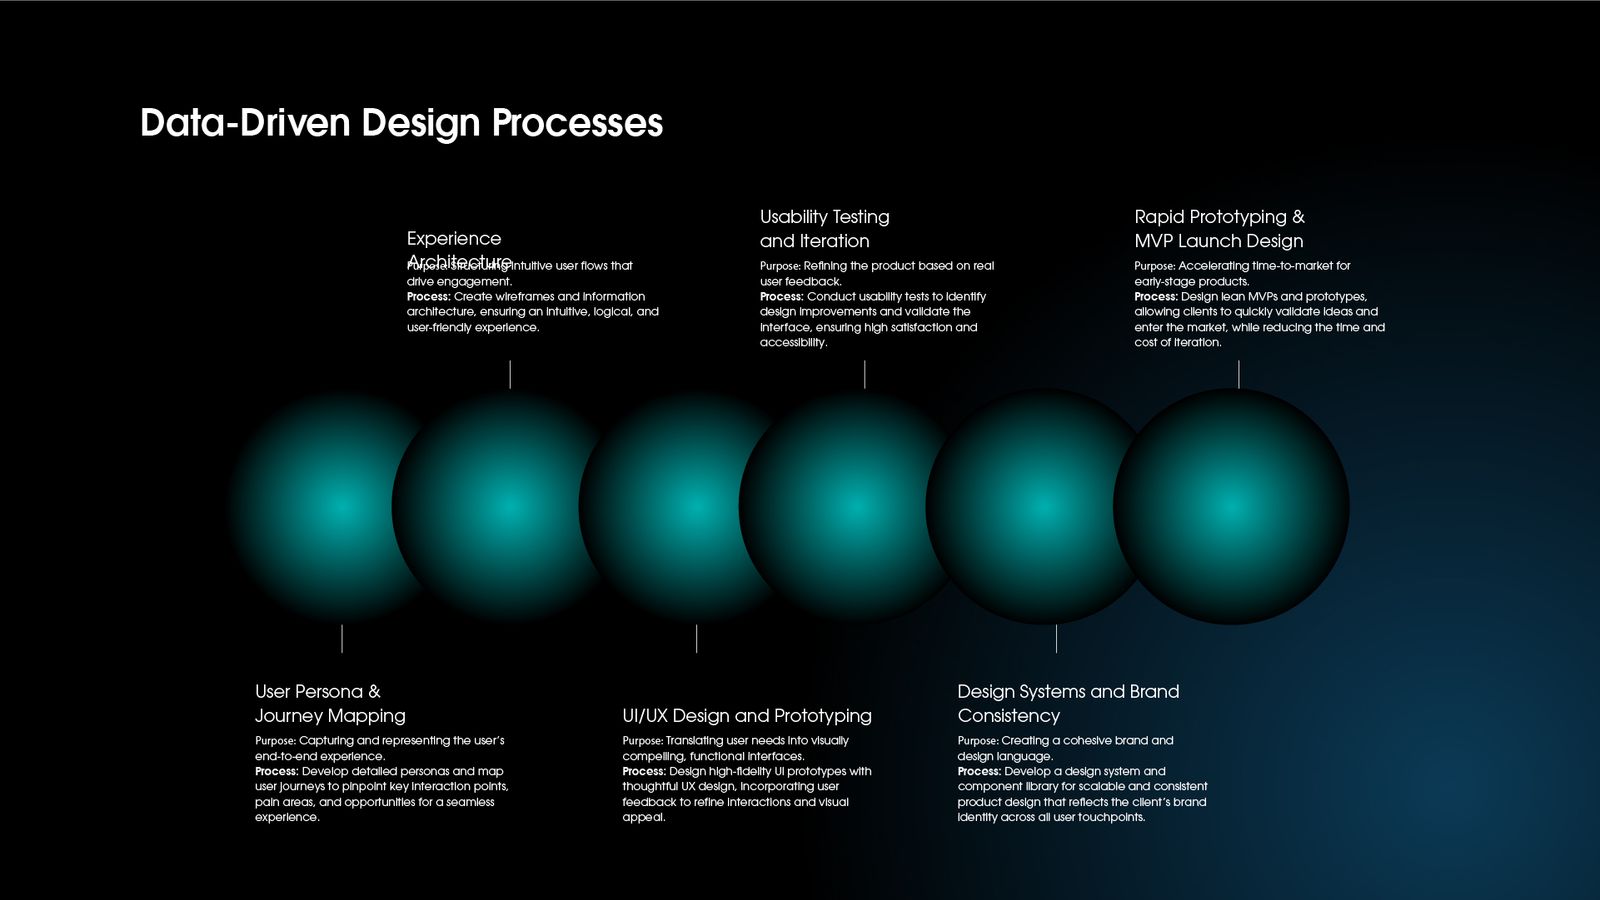 Data-Driven Design Processes
Experience
Architecture
Purpose: Structuring intuitive user flows that
drive engagement.
Process: Create wireframes and information
architecture, ensuring an intuitive, logical, and
user-friendly experience.
Usability Testing
and Iteration
Purpose: Refining the product based on real
user feedback.
Process: Conduct usability tests to identify
design improvements and validate the
interface, ensuring high satisfaction and
accessibility.
Rapid Prototyping &
MVP Launch Design
Purpose: Accelerating time-to-market for
early-stage products.
Process: Design lean MVPs and prototypes,
allowing clients to quickly validate ideas and
enter the market, while reducing the time and
cost of iteration.
User Persona &
Journey Mapping
Purpose: Capturing and representing the user’s
end-to-end experience.
Process: Develop detailed personas and map
user journeys to pinpoint key interaction points,
pain areas, and opportunities for a seamless
experience.
UI/UX Design and Prototyping
Purpose: Translating user needs into visually
compelling, functional interfaces.
Process: Design high-fidelity UI prototypes with
thoughtful UX design, incorporating user
feedback to refine interactions and visual
appeal.
Design Systems and Brand
Consistency
Purpose: Creating a cohesive brand and
design language.
Process: Develop a design system and
component library for scalable and consistent
product design that reflects the client’s brand
identity across all user touchpoints.